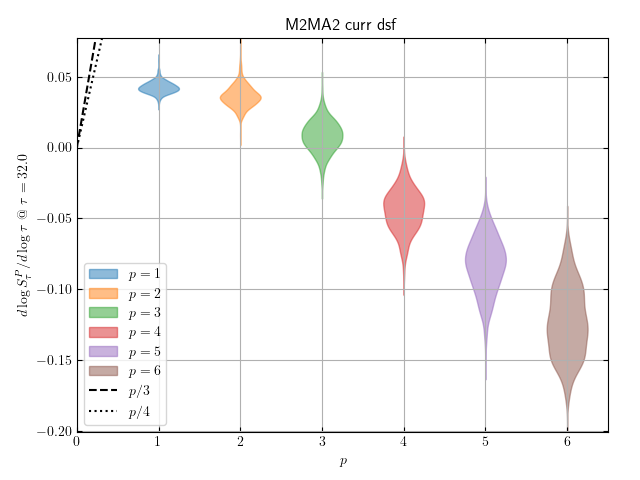 M2MA2 curr dsf
d log S_τ^P / d log τ @ τ = 32.0
0.05
0.00
−0.05
−0.10
−0.15
−0.20
p = 1
p = 2
p = 3
p = 4
p = 5
p = 6
p/3
p/4
0 1 2 3 4 5 6
p